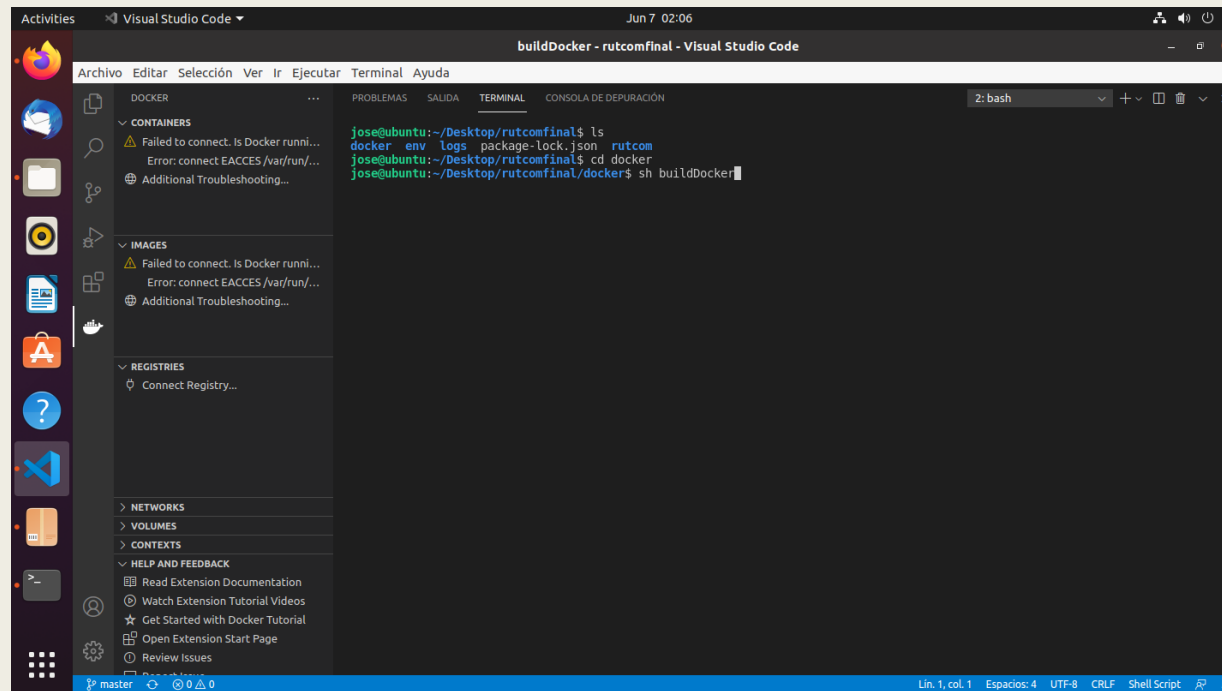 Activities
Visual Studio Code
Jun 7 02:06
buildDocker - rutcomfinal - Visual Studio Code
Archivo Editar Selección Ver Ir Ejecutar Terminal Ayuda
DOCKER
PROBLEMAS SALIDA TERMINAL CONSOLA DE DEPURACIÓN
2: bash
CONTAINERS
Failed to connect. Is Docker runni...
Error: connect EACCES /var/run/...
Additional Troubleshooting...
IMAGES
Failed to connect. Is Docker runni...
Error: connect EACCES /var/run/...
Additional Troubleshooting...
REGISTRIES
Connect Registry...
NETWORKS
VOLUMES
CONTEXTS
HELP AND FEEDBACK
Read Extension Documentation
Watch Extension Tutorial Videos
Get Started with Docker Tutorial
Open Extension Start Page
Review Issues
jose@ubuntu:~/Desktop/rutcomfinal$ ls
docker env logs package-lock.json rutcom
jose@ubuntu:~/Desktop/rutcomfinal$ cd docker
jose@ubuntu:~/Desktop/rutcomfinal/docker$ sh buildDocker
master 0 0
Lín. 1, col. 1 Espacios: 4 UTF-8 CRLF Shell Script